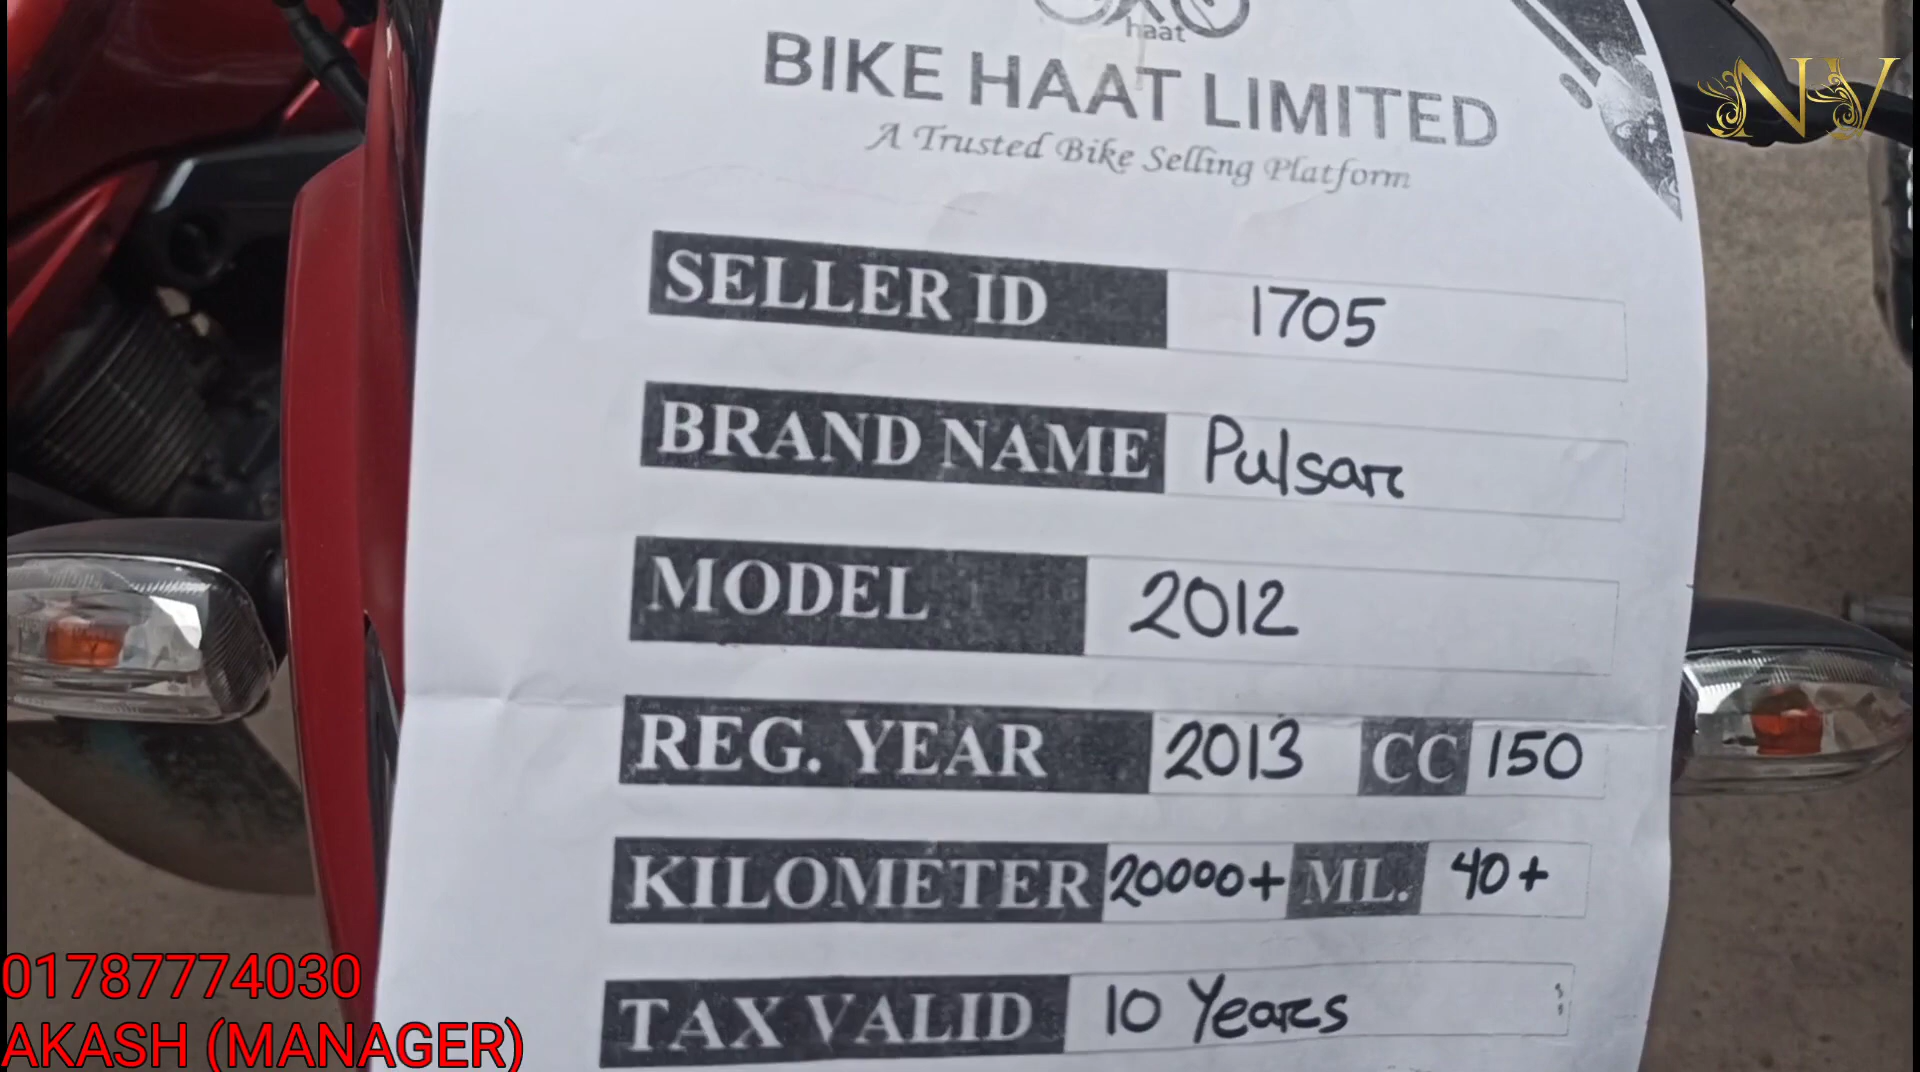 haat
NV
BIKE HAAT LIMITED
A Trusted Bike Selling Platform
SELLER ID 1705
BRAND NAME Pulsar
MODEL 2012
REG. YEAR 2013 CC 150
KILOMETER 20000+ ML. 40+
TAX VALID 10 Years
01787774030
AKASH (MANAGER)